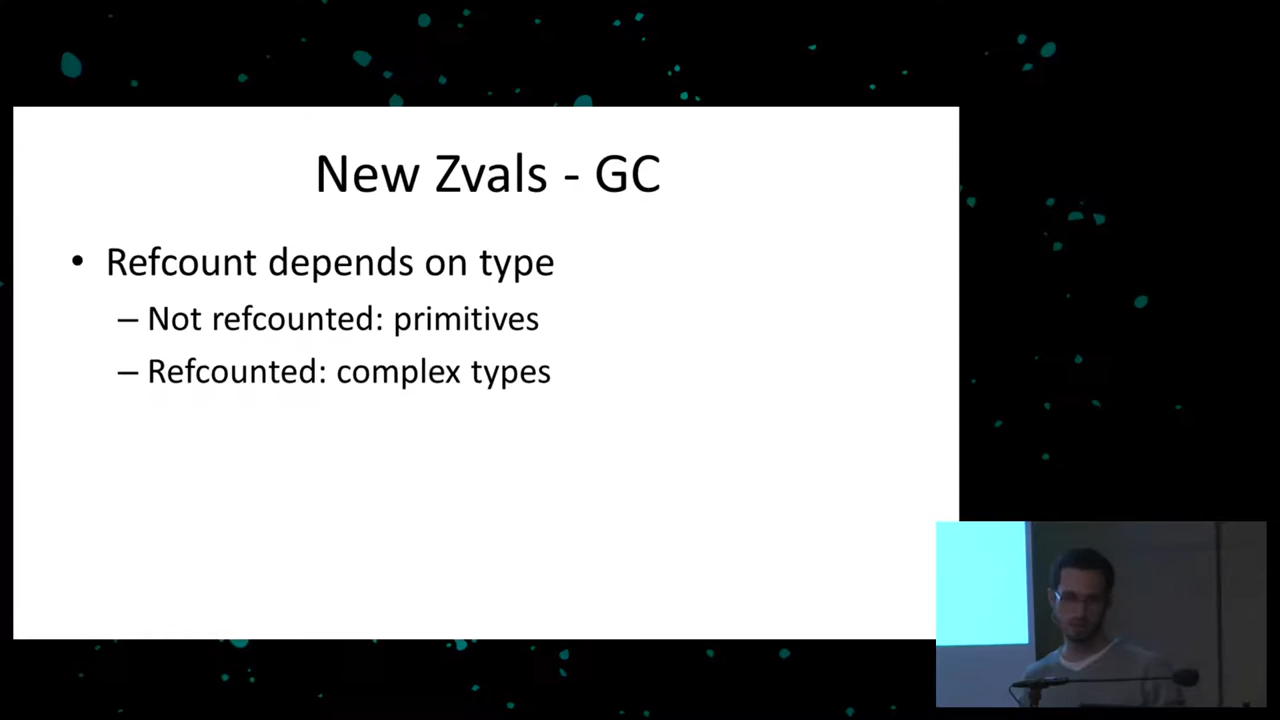 New Zvals - GC
• Refcount depends on type
– Not refcounted: primitives
– Refcounted: complex types